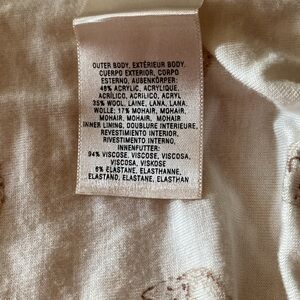 OUTER BODY, EXTÉRIEUR BODY,
CUERPO EXTERIOR, CORPO
ESTERNO, AUßENKÖRPER:
48% ACRYLIC, ACRYLIQUE,
ACRÍLICO, ACRILICO, ACRYL
35% WOOL, LAINE, LANA, LANA,
WOLLE; 17% MOHAIR, MOHAIR,
MOHAIR, MOHAIR, MOHAIR
INNER LINING, DOUBLURE INTERIEURE,
REVESTIMIENTO INTERIOR,
RIVESTIMENTO INTERNO,
INNENFUTTER:
94% VISCOSE, VISCOSE, VISCOSA,
VISCOSA, VISKOSE
6% ELASTANE, ELASTHANNE,
ELASTANO, ELASTANE, ELASTHAN